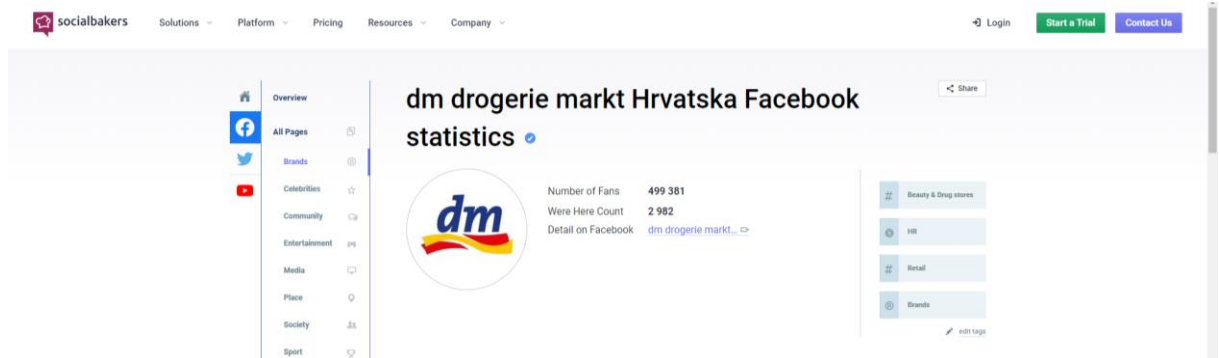 socialbakers
Solutions
Platform
Pricing
Resources
Company
Login
Start a Trial
Contact Us
Overview
All Pages
Brands
Celebrities
Community
Entertainment
Media
Place
Society
Sport
dm drogerie markt Hrvatska Facebook
statistics
Share
dm
Number of Fans 499 381
Were Here Count 2 982
Detail on Facebook dm drogerie markt...
# Beauty & Drug stores
HR
# Retail
Brands
edit tags